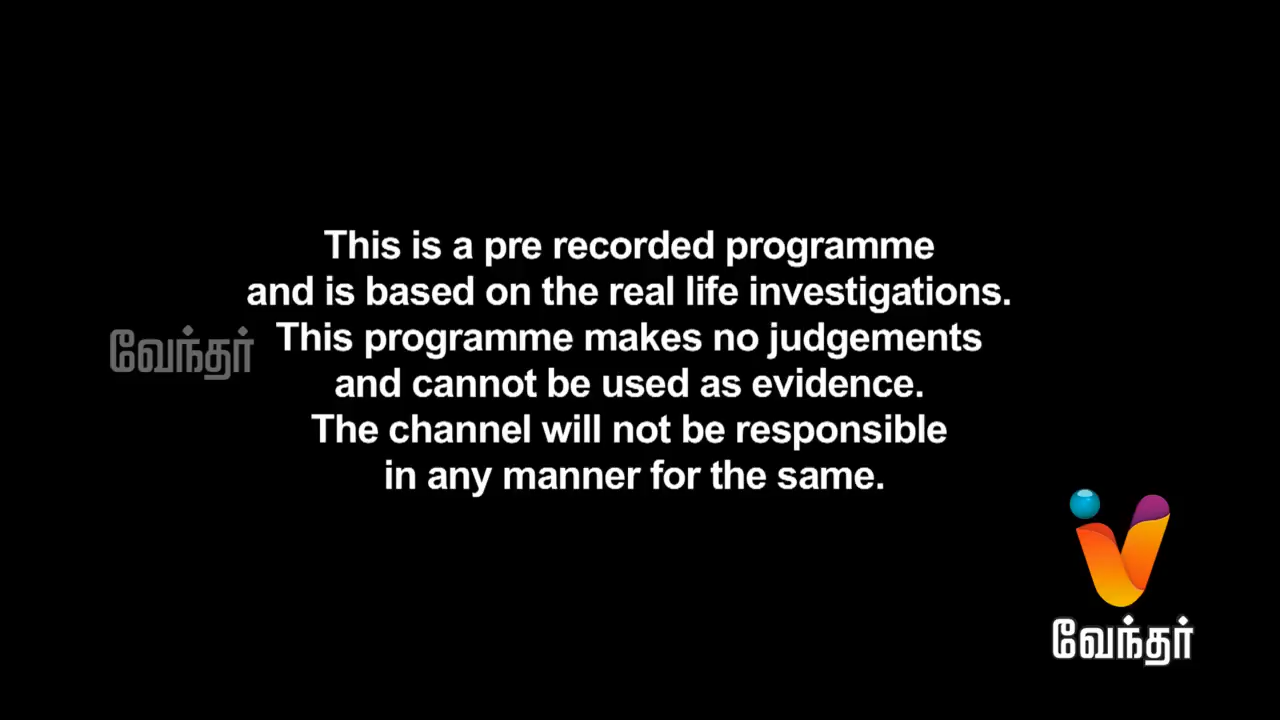 This is a pre recorded programme
and is based on the real life investigations.
வேந்தர்
This programme makes no judgements
and cannot be used as evidence.
The channel will not be responsible
in any manner for the same.
வேந்தர்